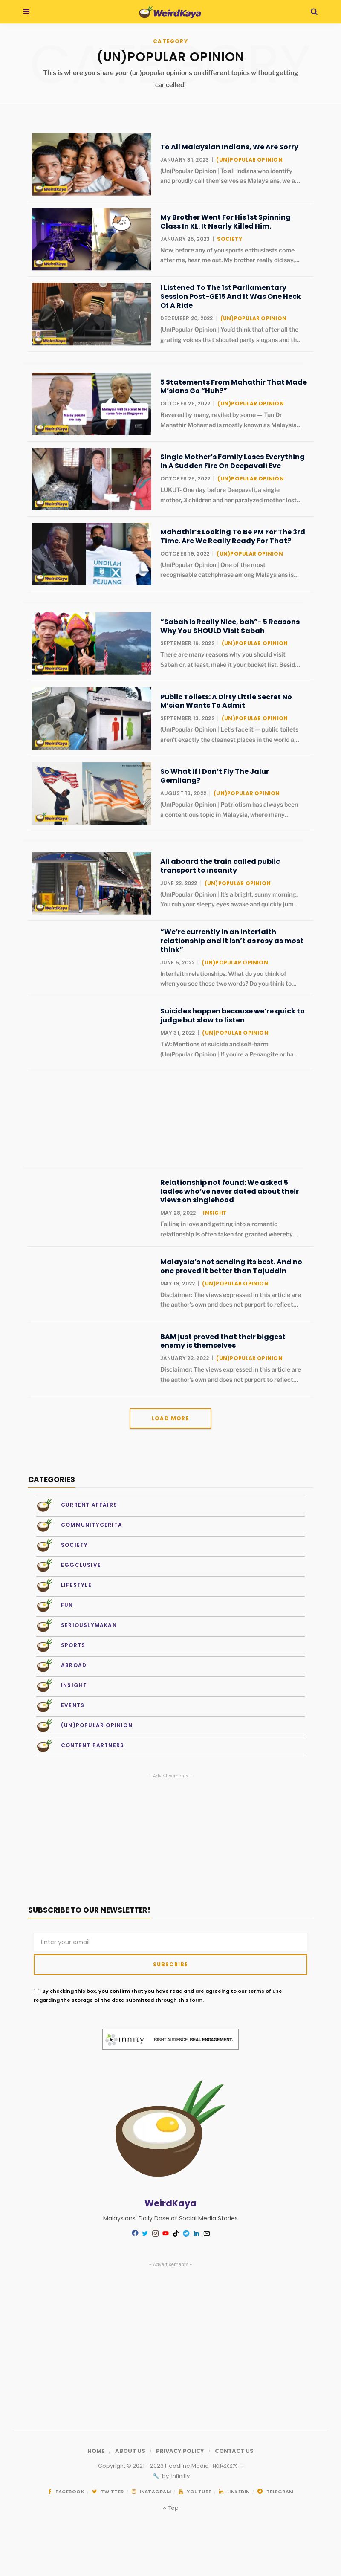 WeirdKaya
CATEGORY
(UN)POPULAR OPINION
This is where you share your (un)popular opinions on different topics without getting
cancelled!
To All Malaysian Indians, We Are Sorry
JANUARY 31, 2023 | (UN)POPULAR OPINION
(Un)Popular Opinion | To all Indians who identify
and proudly call themselves as Malaysians, we a...
My Brother Went For His 1st Spinning
Class In KL. It Nearly Killed Him.
JANUARY 25, 2023 | SOCIETY
Now, before any of you sports enthusiasts come
after me, hear me out. My brother really did say,...
I Listened To The 1st Parliamentary
Session Post-GE15 And It Was One Heck
Of A Ride
DECEMBER 20, 2022 | (UN)POPULAR OPINION
(Un)Popular Opinion | You'd think that after all the
grating voices that shouted party slogans and th...
5 Statements From Mahathir That Made
M'sians Go "Huh?"
OCTOBER 28, 2022 | (UN)POPULAR OPINION
Revered by many, reviled by some — Tun Dr
Mahathir Mohamad is mostly known as Malaysia...
Single Mother's Family Loses Everything
In A Sudden Fire On Deepavali Eve
OCTOBER 25, 2022 | (UN)POPULAR OPINION
LUKUT- One day before Deepavali, a single
mother, 3 children and her paralyzed mother lost...
UNDILAH
PEJUANG
Mahathir's Looking To Be PM For The 3rd
Time. Are We Really Ready For That?
OCTOBER 19, 2022 | (UN)POPULAR OPINION
(Un)Popular Opinion | One of the most
recognisable catchphrase among Malaysians is...
"Sabah Is Really Nice, bah"- 5 Reasons
Why You SHOULD Visit Sabah
SEPTEMBER 16, 2022 | (UN)POPULAR OPINION
There are many reasons why you should visit
Sabah or, at least, make it your bucket list. Besid...
Public Toilets: A Dirty Little Secret No
M'sian Wants To Admit
SEPTEMBER 13, 2022 | (UN)POPULAR OPINION
(Un)Popular Opinion | Let's face it — public toilets
aren't exactly the cleanest places in the world a...
So What If I Don't Fly The Jalur
Gemilang?
AUGUST 18, 2022 | (UN)POPULAR OPINION
(Un)Popular Opinion | Patriotism has always been
a contentious topic in Malaysia, where many...
All aboard the train called public
transport to insanity
JUNE 22, 2022 | (UN)POPULAR OPINION
(Un)Popular Opinion | It's a bright, sunny morning.
You rub your sleepy eyes awake and quickly jum...
"We're currently in an interfaith
relationship and it isn't as rosy as most
think"
JUNE 5, 2022 | (UN)POPULAR OPINION
Interfaith relationships. What do you think of
when you see these two words? Do you think to...
Suicides happen because we're quick to
judge but slow to listen
MAY 31, 2022 | (UN)POPULAR OPINION
TW: Mentions of suicide and self-harm
(Un)Popular Opinion | If you're a Penangite or ha...
Relationship not found: We asked 5
ladies who've never dated about their
views on singlehood
MAY 28, 2022 | INSIGHT
Falling in love and getting into a romantic
relationship is often taken for granted whereby...
Malaysia's not sending its best. And no
one proved it better than Tajuddin
MAY 19, 2022 | (UN)POPULAR OPINION
Disclaimer: The views expressed in this article are
the author's own and does not purport to reflect...
BAM just proved that their biggest
enemy is themselves
JANUARY 22, 2022 | (UN)POPULAR OPINION
Disclaimer: The views expressed in this article are
the author's own and does not purport to reflect...
LOAD MORE
CATEGORIES
CURRENT AFFAIRS
COMMUNITYCERITA
SOCIETY
EGGCLUSIVE
LIFESTYLE
FUN
SERIOUSLYMAKAN
SPORTS
ABROAD
INSIGHT
EVENTS
(UN)POPULAR OPINION
CONTENT PARTNERS
- Advertisements -
SUBSCRIBE TO OUR NEWSLETTER!
Enter your email
SUBSCRIBE
By checking this box, you confirm that you have read and are agreeing to our terms of use
regarding the storage of the data submitted through this form.
innity RIGHT AUDIENCE. REAL ENGAGEMENT.
WeirdKaya
Malaysians' Daily Dose of Social Media Stories
- Advertisements -
HOME / ABOUT US / PRIVACY POLICY / CONTACT US
by Infinitly
FACEBOOK TWITTER INSTAGRAM YOUTUBE LINKEDIN TELEGRAM
Top